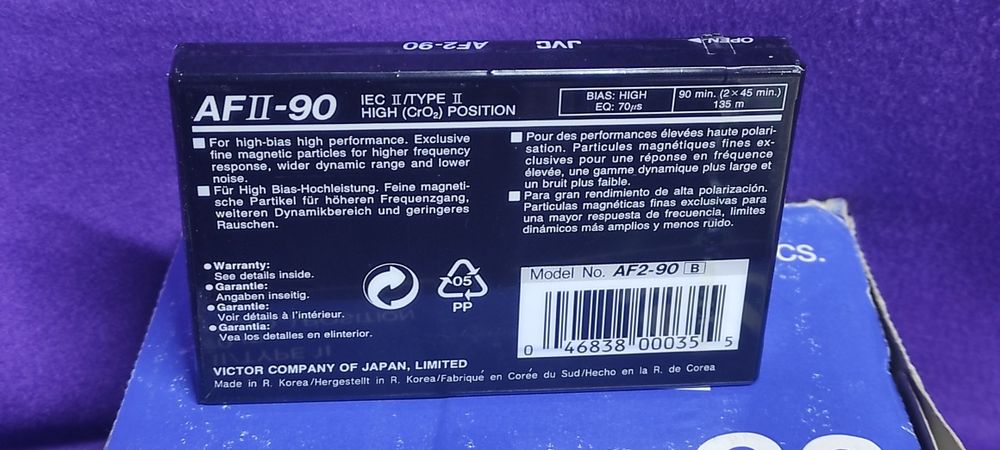 AF2-90
JVC
OPEN
AF II-90
IEC II/TYPE II
HIGH (CrO₂) POSITION
BIAS: HIGH
EQ: 70μs
90 min. (2×45 min.)
135 m
For high-bias high performance. Exclusive
fine magnetic particles for higher frequency
response, wider dynamic range and lower
noise.
Für High Bias-Hochleistung. Feine magneti-
sche Partikel für höheren Frequenzgang,
weiteren Dynamikbereich und geringeres
Rauschen.
Pour des performances élevées haute polari-
sation. Particules magnétiques fines ex-
clusives pour une réponse en fréquence
élevée, une gamme dynamique plus large et
un bruit plus faible.
Para gran rendimiento de alta polarización.
Particulas magnéticas finas exclusivas para
una mayor respuesta de frecuencia, limites
dinámicos más amplios y menos ruido.
Warranty:
See details inside.
Garantie:
Angaben inseitig.
Garantie:
Voir détails à l'intérieur.
Garantia:
Vea los detalles en elinterior.
05
PP
Model No. AF2-90 B
0 46838 00035 5
VICTOR COMPANY OF JAPAN, LIMITED
Made in R. Korea/Hergestellt in R. Korea/Fabriqué en Corée du Sud/Hecho en la R. de Corea
CS.